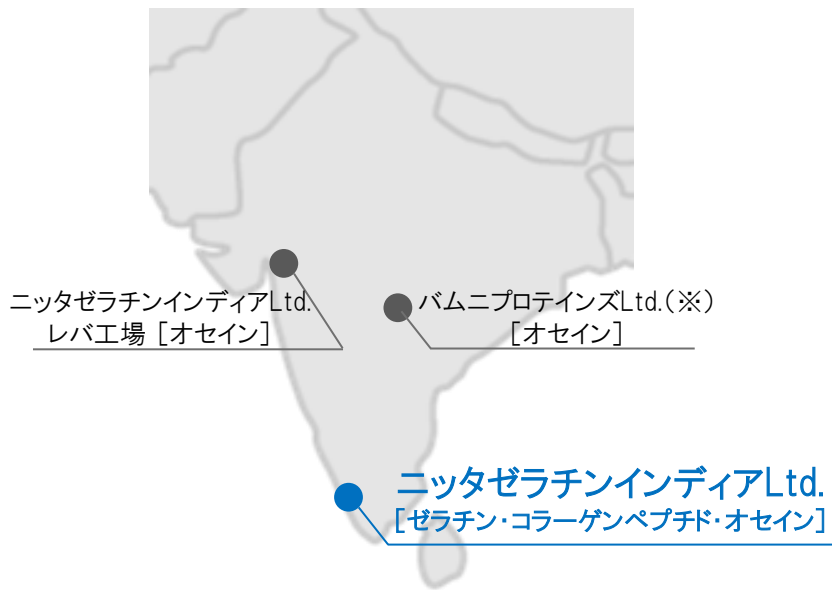 ニッタゼラチンインディアLtd.
レバ工場 [オセイン]
バムニプロテインズLtd.(※)
[オセイン]
ニッタゼラチンインディアLtd.
[ゼラチン・コラーゲンペプチド・オセイン]